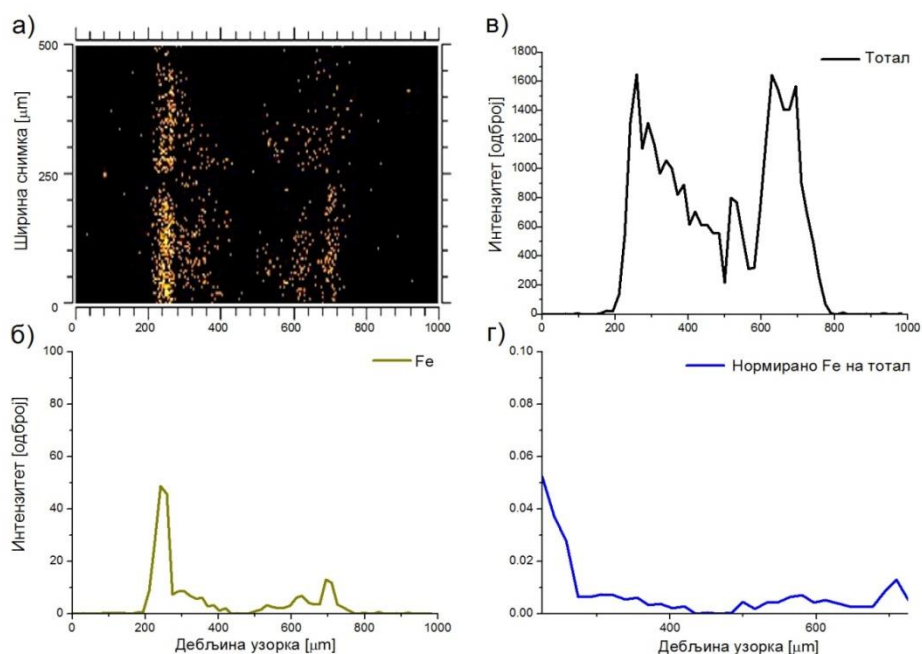 а)
500
250
0
Ширина снимка [μm]
0 200 400 600 800 1000
в)
1800
1600
1400
1200
1000
800
600
400
200
0
Интензитет [одброј]
Тотал
0 200 400 600 800 1000
б)
100
80
60
40
20
0
Интензитет [одброј]
Fe
0 200 400 600 800 1000
Дебљина узорка [μm]
г)
0.10
0.08
0.06
0.04
0.02
0.00
Нормирано Fe на тотал
400 600
Дебљина узорка [μm]